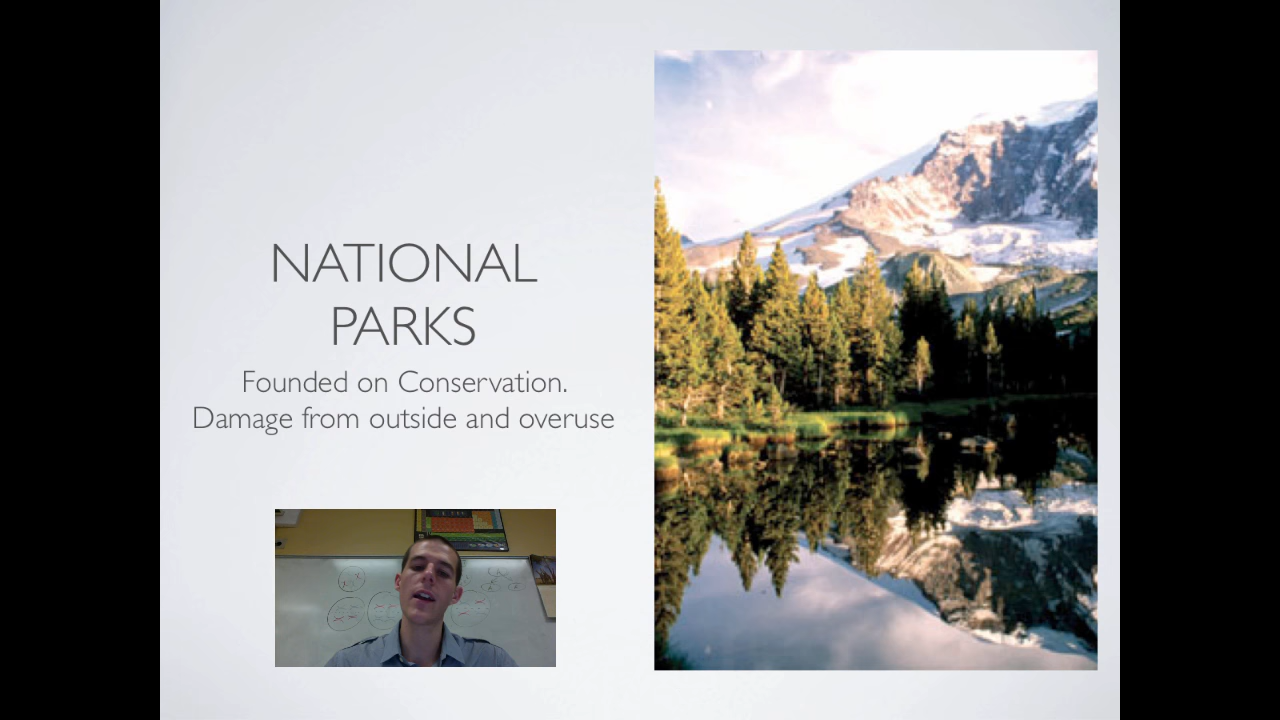 NATIONAL
PARKS
Founded on Conservation.
Damage from outside and overuse